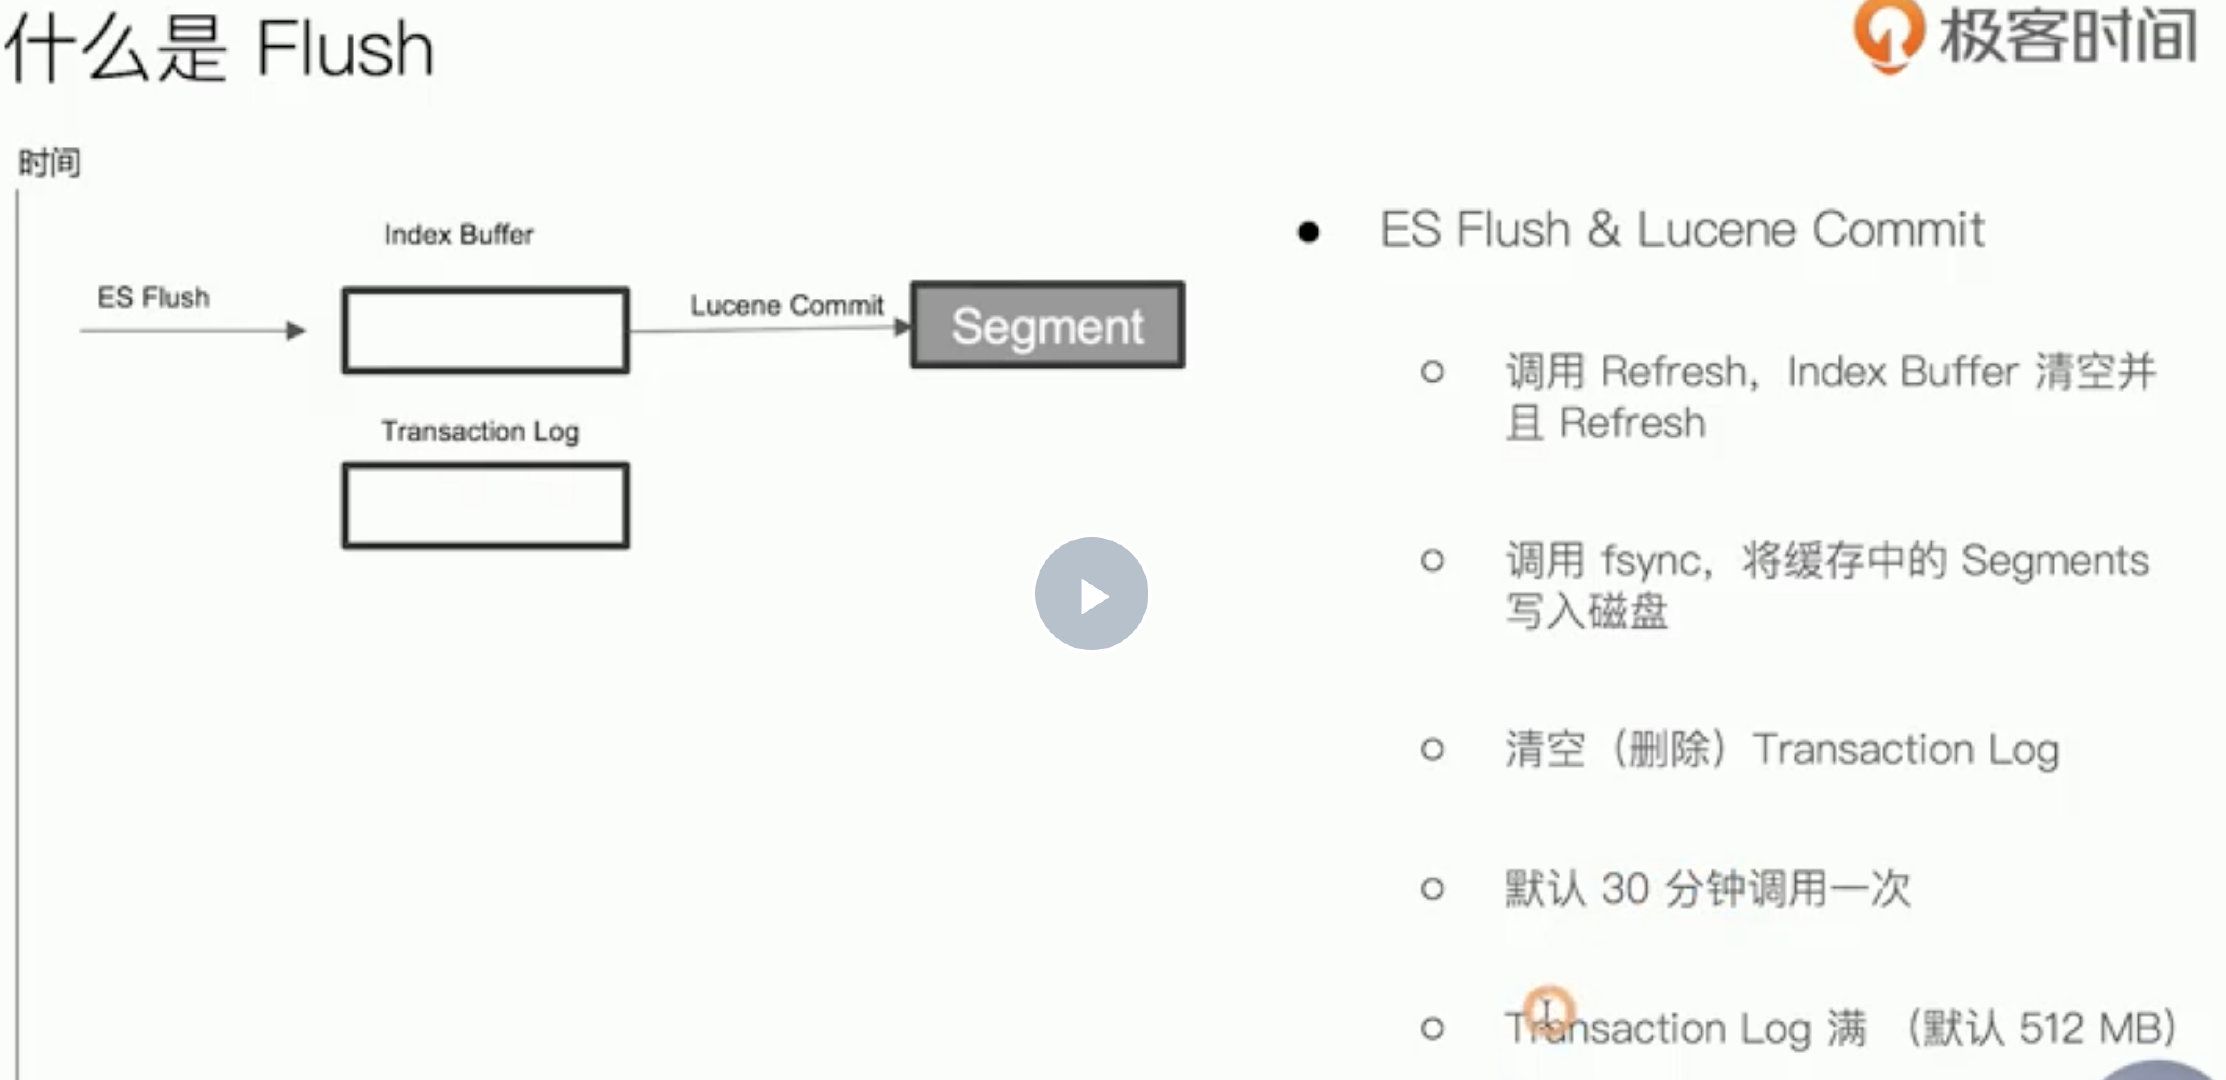 什么是 Flush
极客时间
时间
Index Buffer
ES Flush
Lucene Commit
Segment
Transaction Log
ES Flush & Lucene Commit
调用 Refresh，Index Buffer 清空并
且 Refresh
调用 fsync，将缓存中的 Segments
写入磁盘
清空（删除）Transaction Log
默认 30 分钟调用一次
Transaction Log 满 （默认 512 MB）